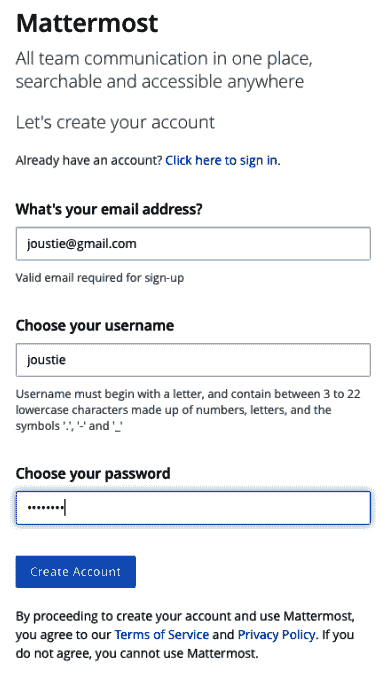 Mattermost
All team communication in one place,
searchable and accessible anywhere
Let's create your account
Already have an account? Click here to sign in.
What's your email address?
joustie@gmail.com
Valid email required for sign-up
Choose your username
joustie
Username must begin with a letter, and contain between 3 to 22
lowercase characters made up of numbers, letters, and the
symbols '.', '-' and '_'
Choose your password
••••••••
Create Account
By proceeding to create your account and use Mattermost,
you agree to our Terms of Service and Privacy Policy. If you
do not agree, you cannot use Mattermost.